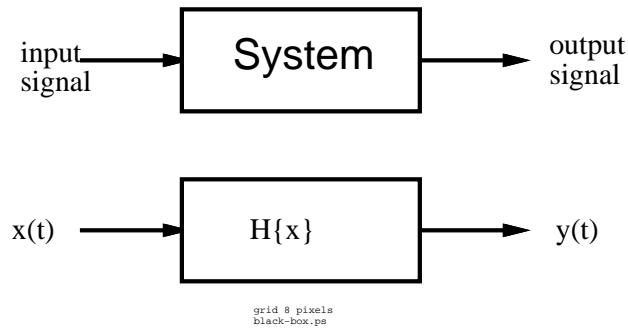 input
signal
System
output
signal
x(t)
H{x}
y(t)
grid 8 pixels
black-box.ps